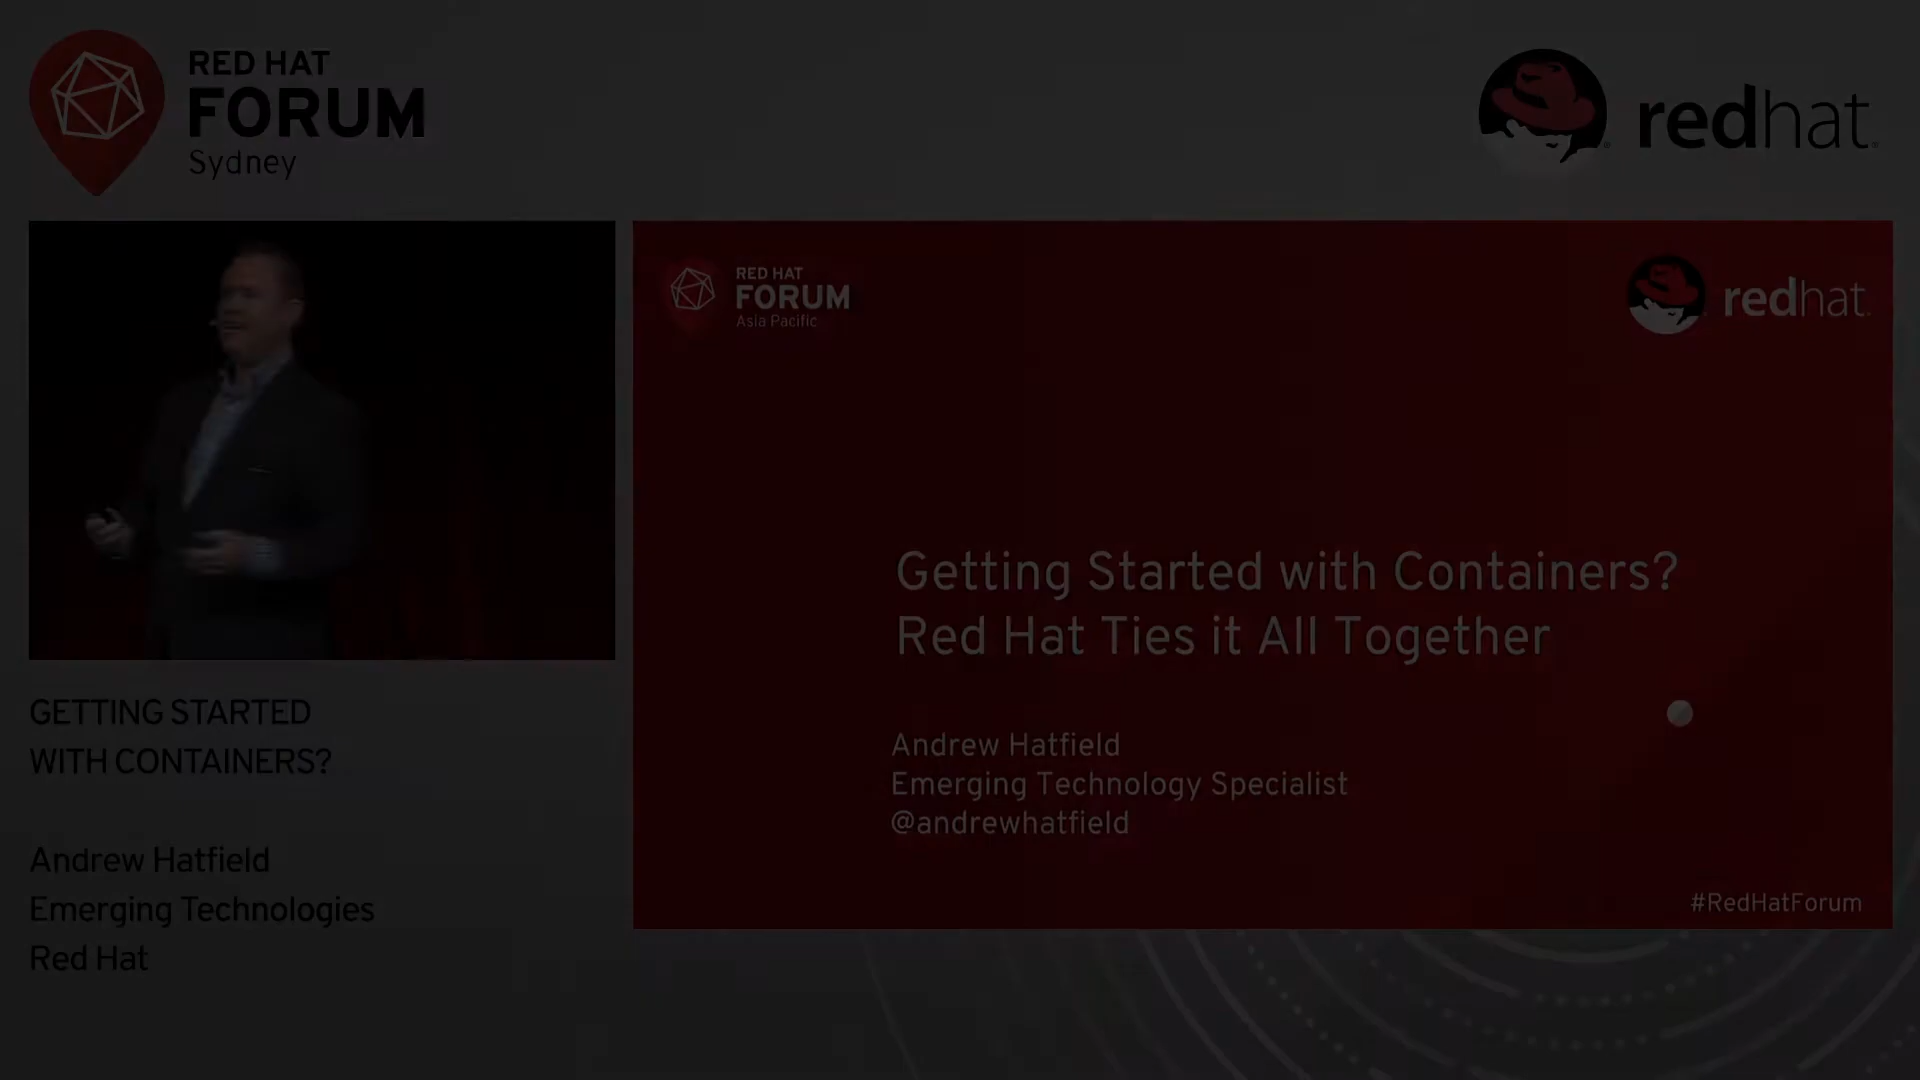 RED HAT
FORUM
Sydney
redhat.
RED HAT
FORUM
Asia Pacific
redhat.
Getting Started with Containers?
Red Hat Ties it All Together
Andrew Hatfield
Emerging Technology Specialist
@andrewhatfield
#RedHatForum
GETTING STARTED
WITH CONTAINERS?
Andrew Hatfield
Emerging Technologies
Red Hat